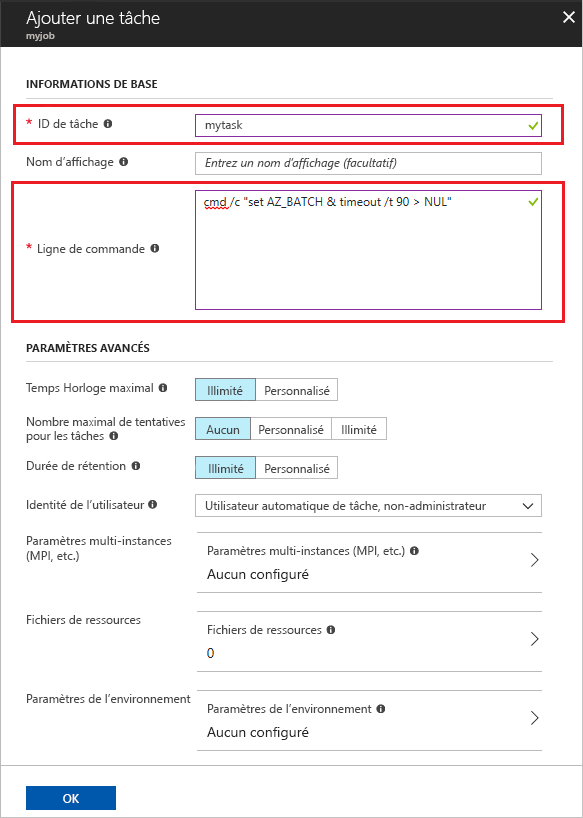 Ajouter une tâche
myjob
INFORMATIONS DE BASE
* ID de tâche
mytask
Nom d'affichage
Entrez un nom d'affichage (facultatif)
* Ligne de commande
cmd /c "set AZ_BATCH & timeout /t 90 > NUL"
PARAMÈTRES AVANCÉS
Temps Horloge maximal
Illimité Personnalisé
Nombre maximal de tentatives
pour les tâches
Aucun Personnalisé Illimité
Durée de rétention
Illimité Personnalisé
Identité de l'utilisateur
Utilisateur automatique de tâche, non-administrateur
Paramètres multi-instances
(MPI, etc.)
Paramètres multi-instances (MPI, etc.)
Aucun configuré
Fichiers de ressources
Fichiers de ressources
0
Paramètres de l'environnement
Paramètres de l'environnement
Aucun configuré
OK